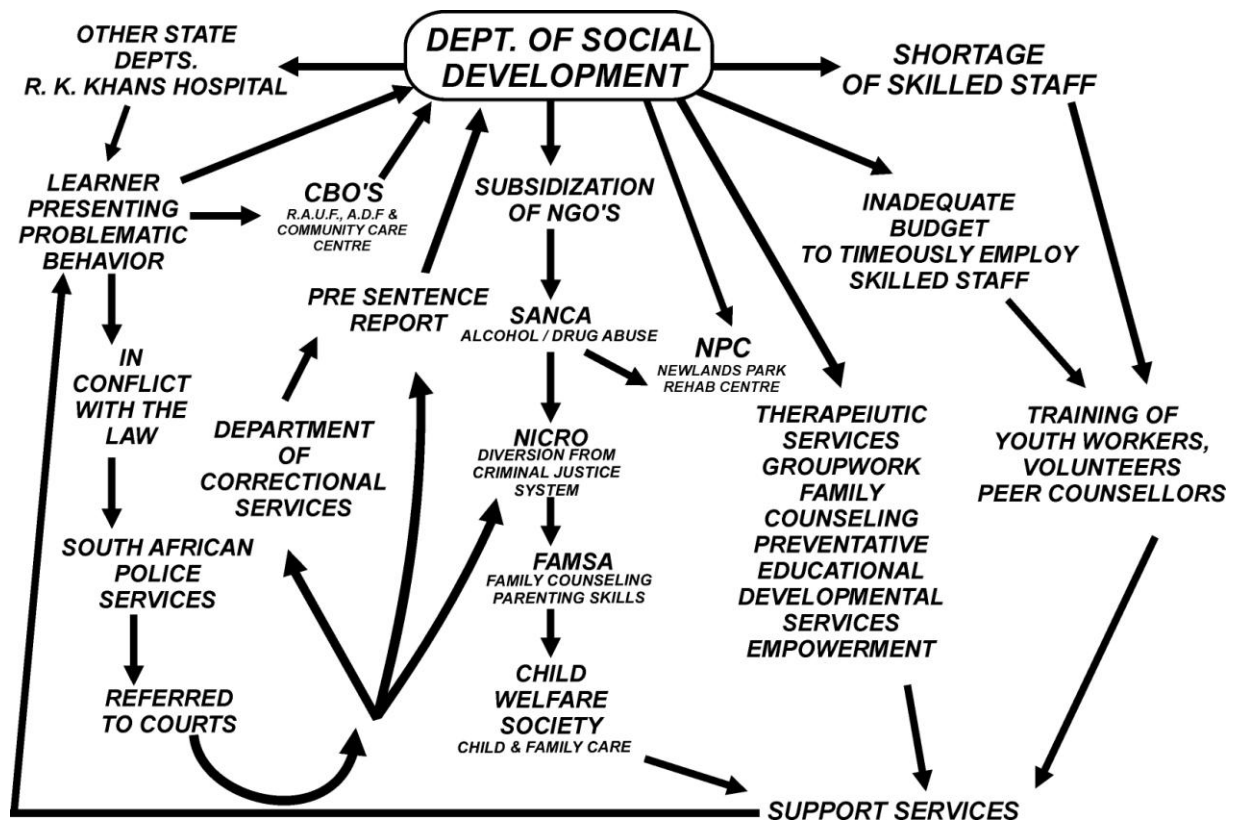 OTHER STATE
DEPTS.
R. K. KHANS HOSPITAL
DEPT. OF SOCIAL
DEVELOPMENT
SHORTAGE
OF SKILLED STAFF
LEARNER
PRESENTING
PROBLEMATIC
BEHAVIOR
CBO'S
R.A.U.F., A.D.F &
COMMUNITY CARE
CENTRE
SUBSIDIZATION
OF NGO'S
INADEQUATE
BUDGET
TO TIMEOUSLY EMPLOY
SKILLED STAFF
PRE SENTENCE
REPORT
SANCA
ALCOHOL / DRUG ABUSE
NPC
NEWLANDS PARK
REHAB CENTRE
IN
CONFLICT
WITH THE
LAW
DEPARTMENT
OF
CORRECTIONAL
SERVICES
NICRO
DIVERSION FROM
CRIMINAL JUSTICE
SYSTEM
THERAPEIUTIC
SERVICES
GROUPWORK
FAMILY
COUNSELING
PREVENTATIVE
EDUCATIONAL
DEVELOPMENTAL
SERVICES
EMPOWERMENT
TRAINING OF
YOUTH WORKERS,
VOLUNTEERS
PEER COUNSELLORS
SOUTH AFRICAN
POLICE
SERVICES
FAMSA
FAMILY COUNSELING
PARENTING SKILLS
REFERRED
TO COURTS
CHILD
WELFARE
SOCIETY
CHILD & FAMILY CARE
SUPPORT SERVICES